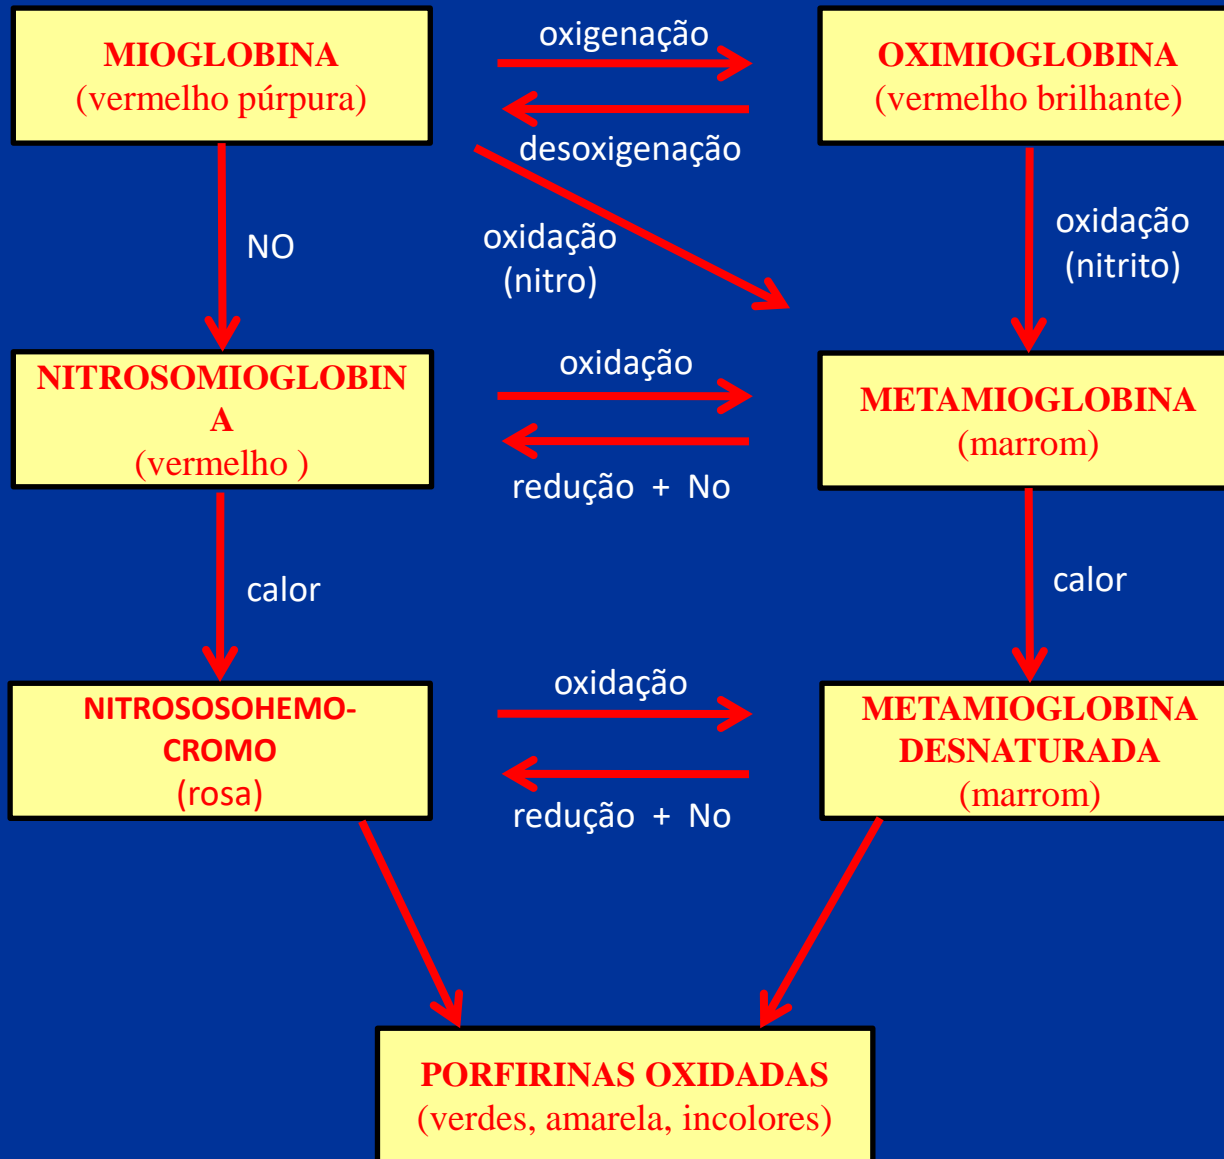 MIOGLOBINA
(vermelho púrpura)
oxigenação
desoxigenação
OXIMIOGLOBINA
(vermelho brilhante)
NO
oxidação
(nitro)
oxidação
(nitrito)
NITROSOMIOGLOBIN
A
(vermelho )
oxidação
redução + No
METAMIOGLOBINA
(marrom)
calor
calor
NITROSOSOHEMO-
CROMO
(rosa)
oxidação
redução + No
METAMIOGLOBINA
DESNATURADA
(marrom)
PORFIRINAS OXIDADAS
(verdes, amarela, incolores)